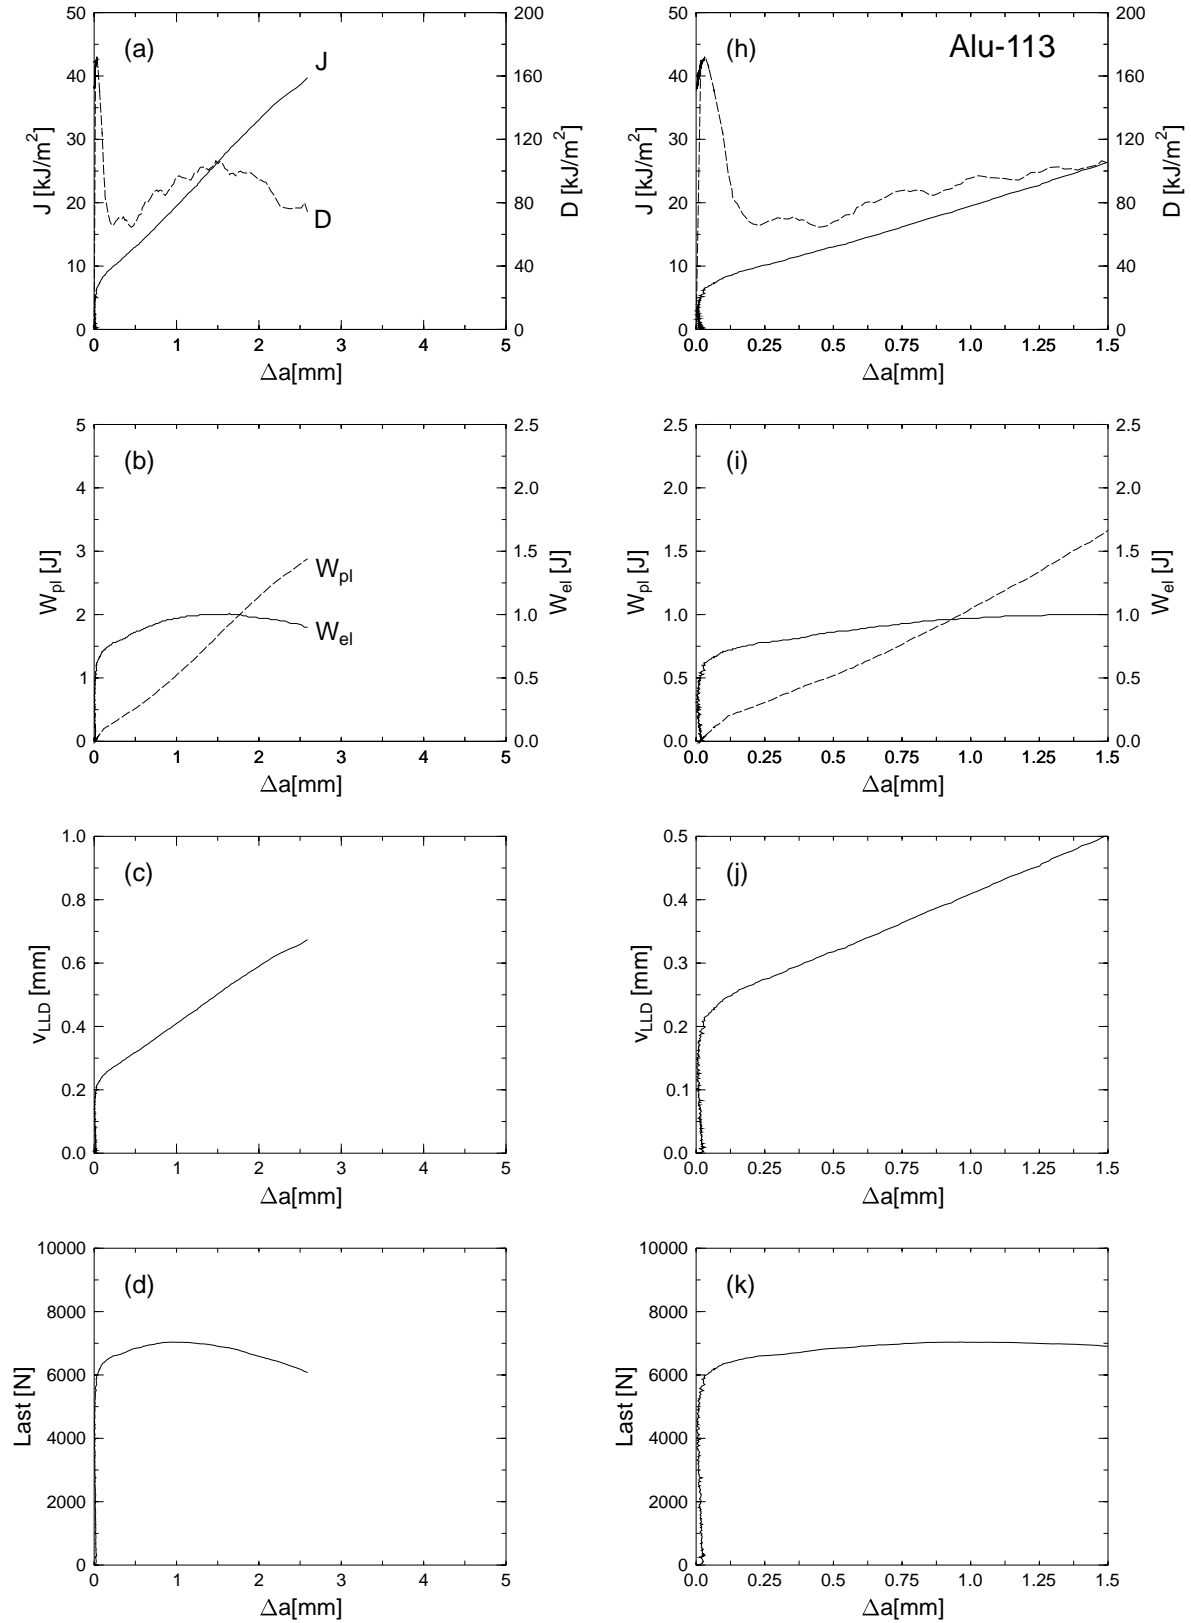 (a)
J
D
J [kJ/m2]
D [kJ/m2]
50
40
30
20
10
0
200
160
120
80
40
0
0 1 2 3 4 5
Δa[mm]
(h)
Alu-113
J [kJ/m2]
D [kJ/m2]
50
40
30
20
10
0
200
160
120
80
40
0
0.0 0.25 0.5 0.75 1.0 1.25 1.5
Δa[mm]
(b)
Wpl
Wel
Wpl [J]
Wel [J]
5
4
3
2
1
0
2.5
2.0
1.5
1.0
0.5
0.0
0 1 2 3 4 5
Δa[mm]
(i)
Wpl [J]
Wel [J]
2.5
2.0
1.5
1.0
0.5
0.0
2.5
2.0
1.5
1.0
0.5
0.0
0.0 0.25 0.5 0.75 1.0 1.25 1.5
Δa[mm]
(c)
vLLD [mm]
1.0
0.8
0.6
0.4
0.2
0.0
0 1 2 3 4 5
Δa[mm]
(j)
vLLD [mm]
0.5
0.4
0.3
0.2
0.1
0.0
0.0 0.25 0.5 0.75 1.0 1.25 1.5
Δa[mm]
(d)
Last [N]
10000
8000
6000
4000
2000
0
0 1 2 3 4 5
Δa[mm]
(k)
Last [N]
10000
8000
6000
4000
2000
0
0.0 0.25 0.5 0.75 1.0 1.25 1.5
Δa[mm]